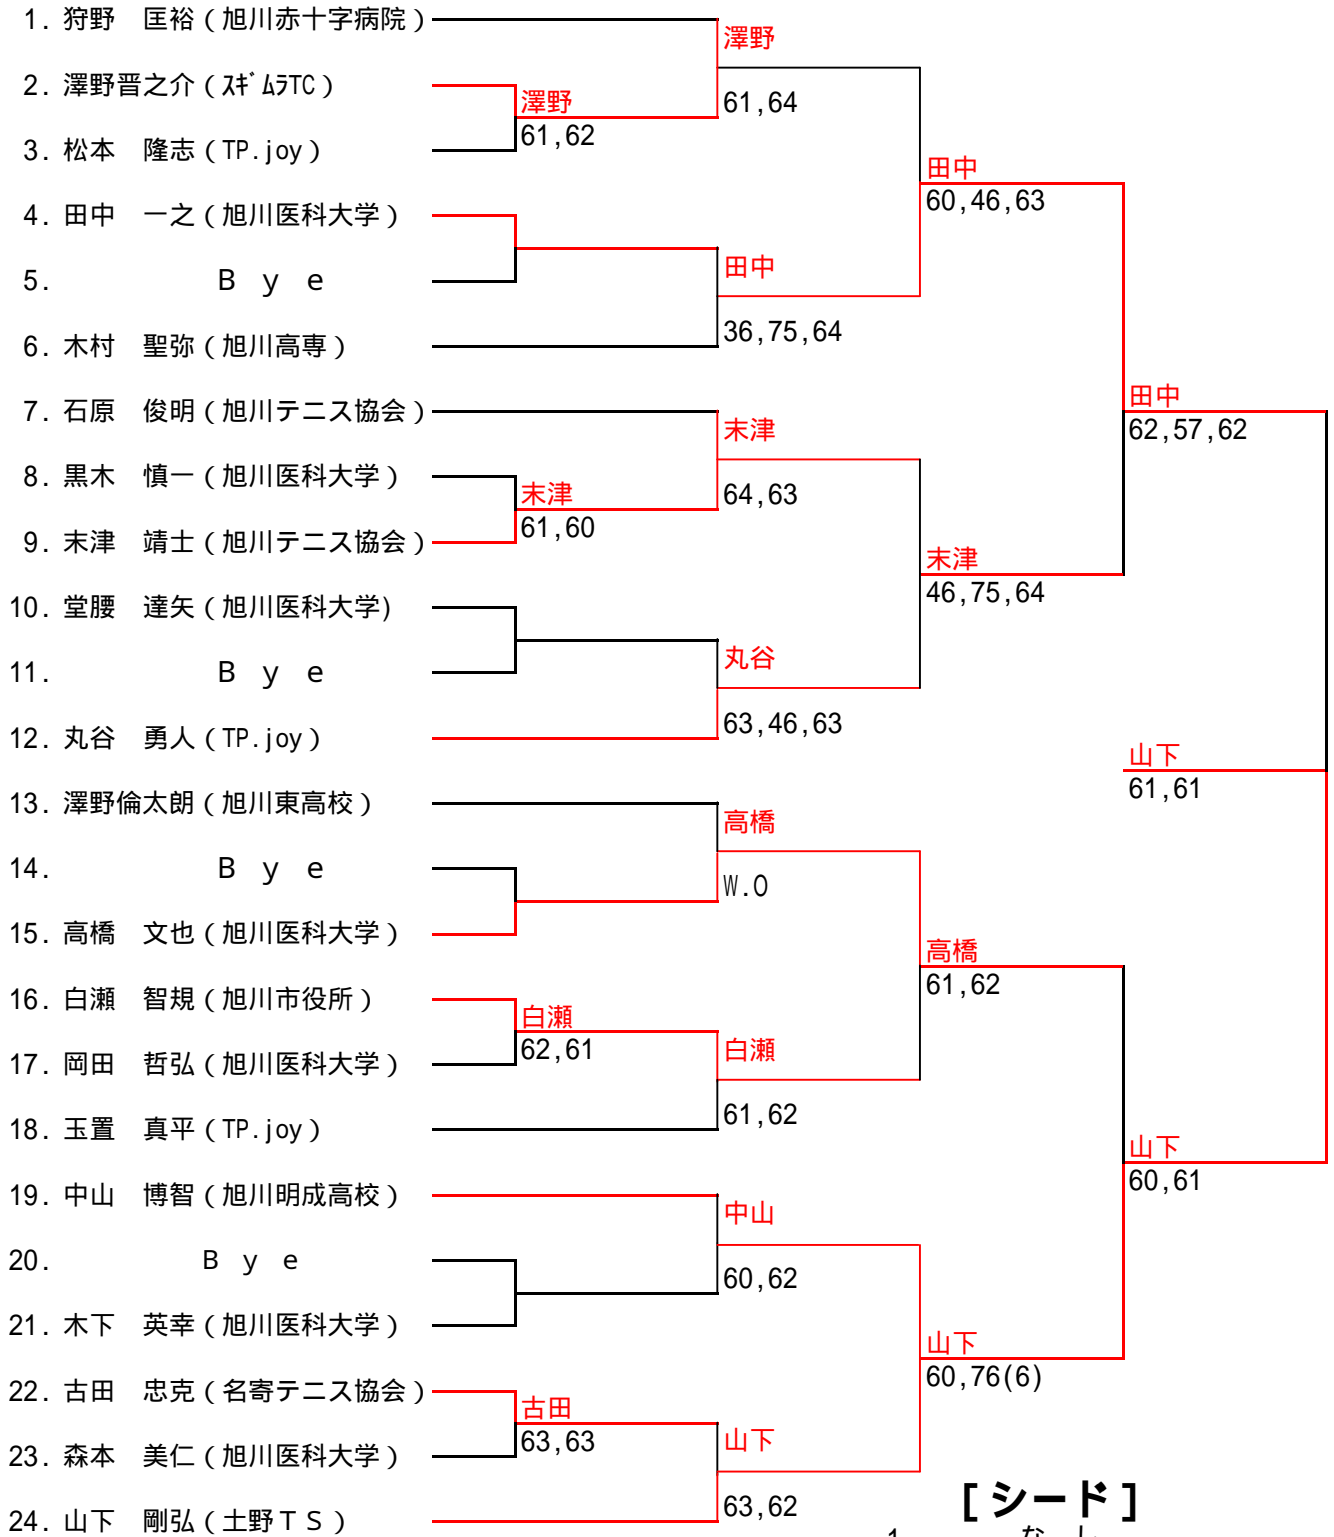 1. 狩野　匡裕（旭川赤十字病院）
澤野
2. 澤野晋之介（ｽｷﾞﾑﾗTC）
澤野
61,64
61,62
3. 松本　隆志（TP.joy）
田中
60,46,63
4. 田中　一之（旭川医科大学）
田中
5. Ｂｙｅ
36,75,64
6. 木村　聖弥（旭川高専）
田中
62,57,62
7. 石原　俊明（旭川テニス協会）
末津
8. 黒木　慎一（旭川医科大学）
末津
64,63
61,60
9. 末津　靖士（旭川テニス協会）
末津
46,75,64
10. 堂腰　達矢（旭川医科大学)
丸谷
11. Ｂｙｅ
63,46,63
12. 丸谷　勇人（TP.joy）
山下
61,61
13. 澤野倫太朗（旭川東高校）
高橋
14. Ｂｙｅ
W.O
15. 高橋　文也（旭川医科大学）
高橋
61,62
16. 白瀬　智規（旭川市役所）
白瀬
62,61
白瀬
17. 岡田　哲弘（旭川医科大学）
61,62
18. 玉置　真平（TP.joy）
山下
60,61
19. 中山　博智（旭川明成高校）
中山
20. Ｂｙｅ
60,62
21. 木下　英幸（旭川医科大学）
山下
60,76(6)
22. 古田　忠克（名寄テニス協会）
古田
63,63
山下
23. 森本　美仁（旭川医科大学）
63,62
[シード]
24. 山下　剛弘（土野ＴＳ）